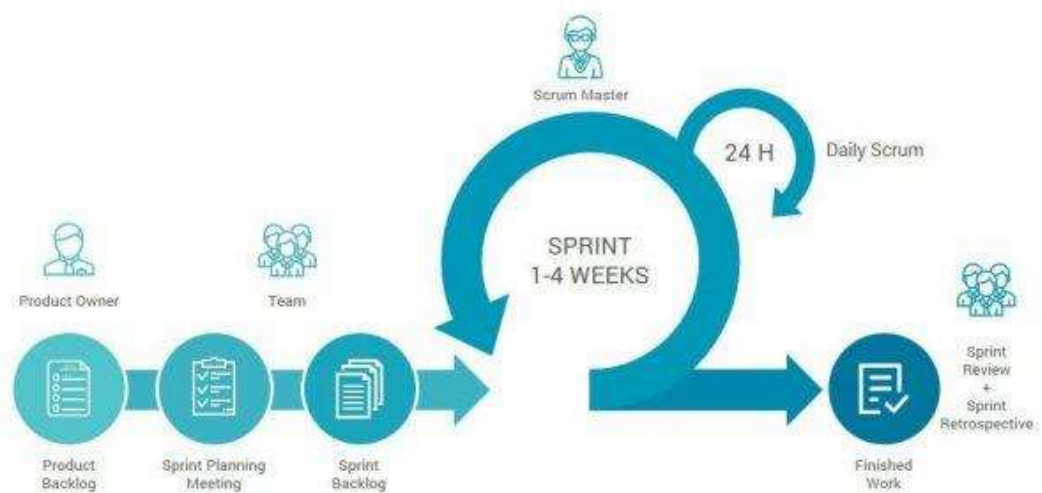 Scrum Master
24 H
Daily Scrum
SPRINT
1-4 WEEKS
Product Owner
Team
Sprint
Review
+
Sprint
Retrospective
Product
Backlog
Sprint Planning
Meeting
Sprint
Backlog
Finished
Work